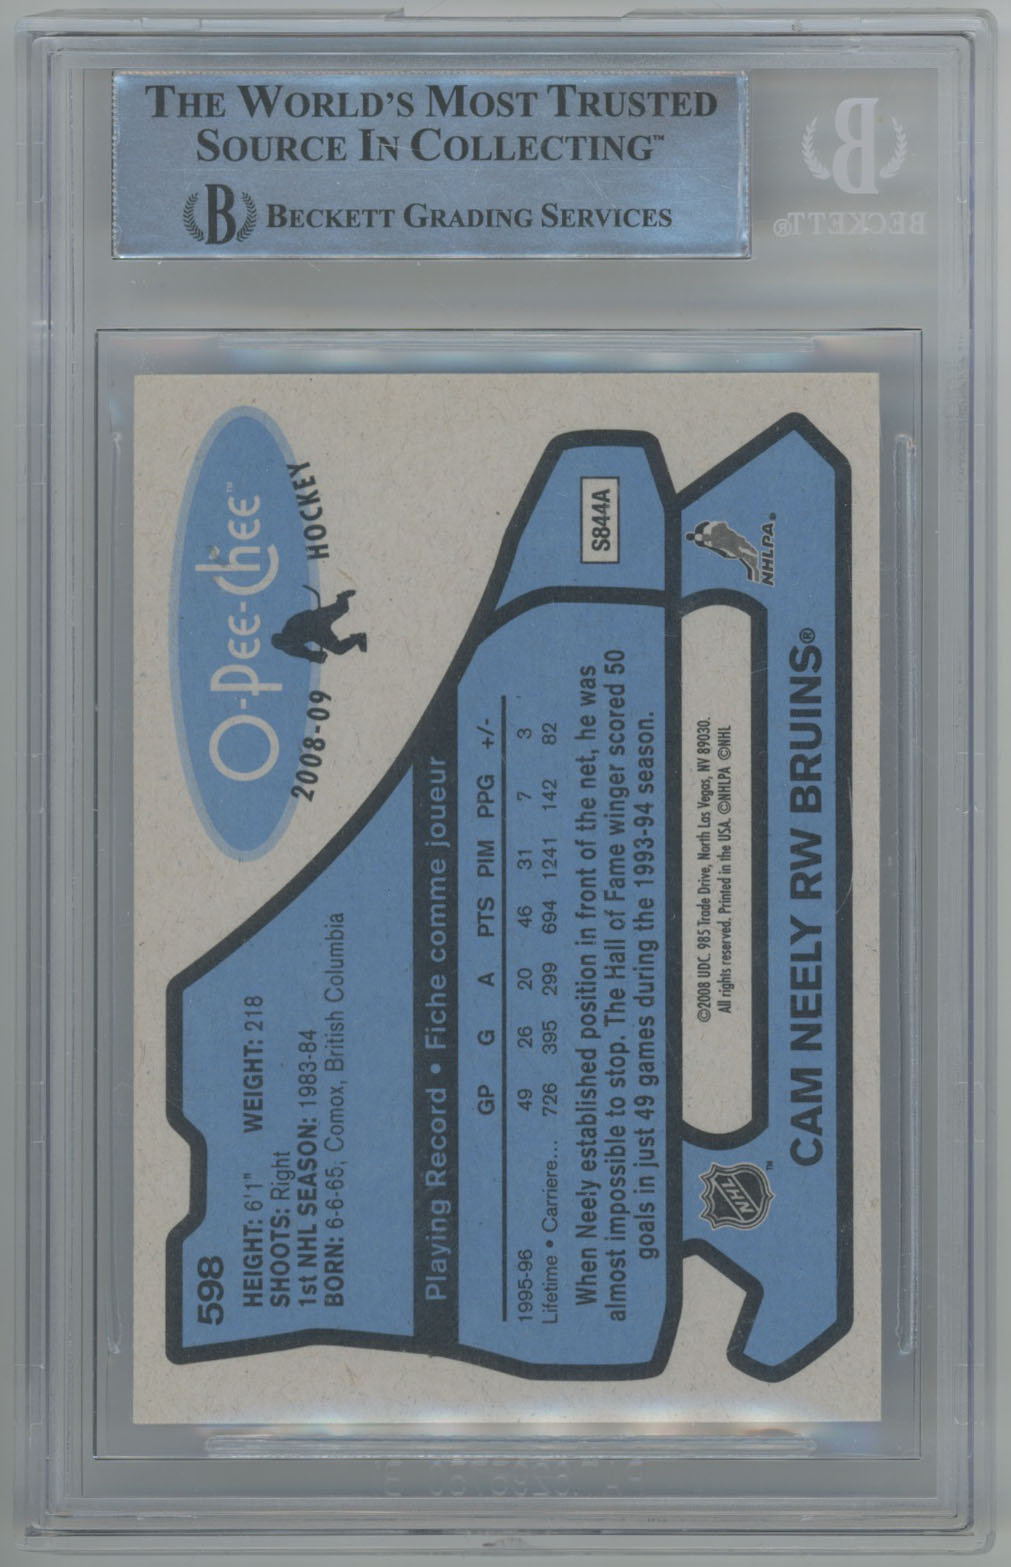 THE WORLD'S MOST TRUSTED
SOURCE IN COLLECTING™
B BECKETT GRADING SERVICES
B
BECKETT®
O-PEE-CHEE™
2008-09 HOCKEY
598
HEIGHT: 6'1" WEIGHT: 218
SHOOTS: Right
1st NHL SEASON: 1983-84
BORN: 6-6-65, Comox, British Columbia
Playing Record • Fiche comme joueur
GP G A PTS PIM PPG +/-
1995-96 49 26 20 46 31 7 3
Lifetime • Carriere... 726 395 299 694 1241 142 82
When Neely established position in front of the net, he was
almost impossible to stop. The Hall of Fame winger scored 50
goals in just 49 games during the 1993-94 season.
S844A
NHL™
©2008 UDC. 985 Trade Drive, North Las Vegas, NV 89030.
All rights reserved. Printed in the USA. ©NHLPA ©NHL
NHLPA®
CAM NEELY RW BRUINS®